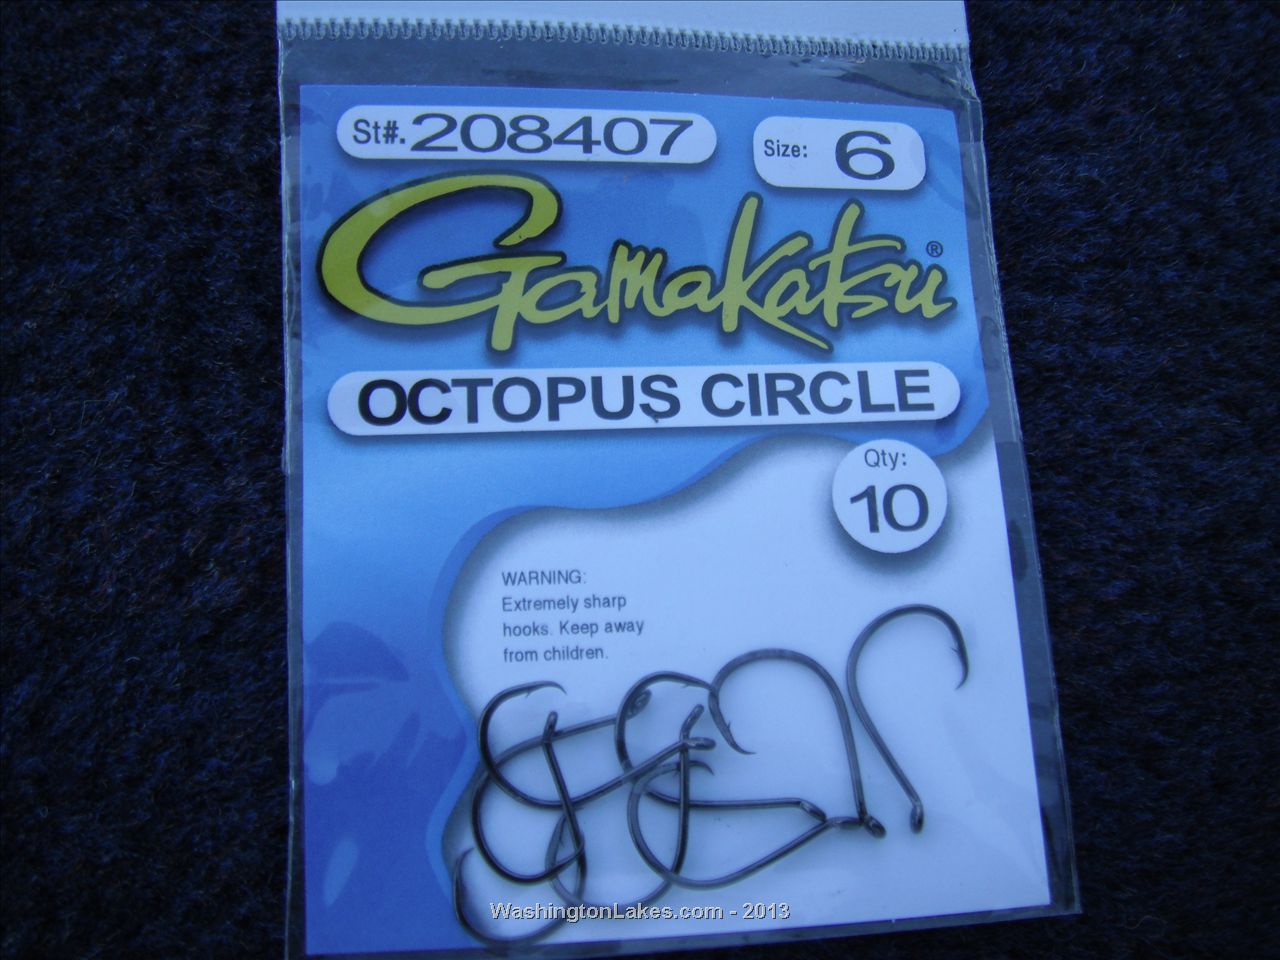 St#. 208407
Size: 6
Gamakatsu®
OCTOPUS CIRCLE
Qty:
10
WARNING:
Extremely sharp
hooks. Keep away
from children.
WashingtonLakes.com - 2013